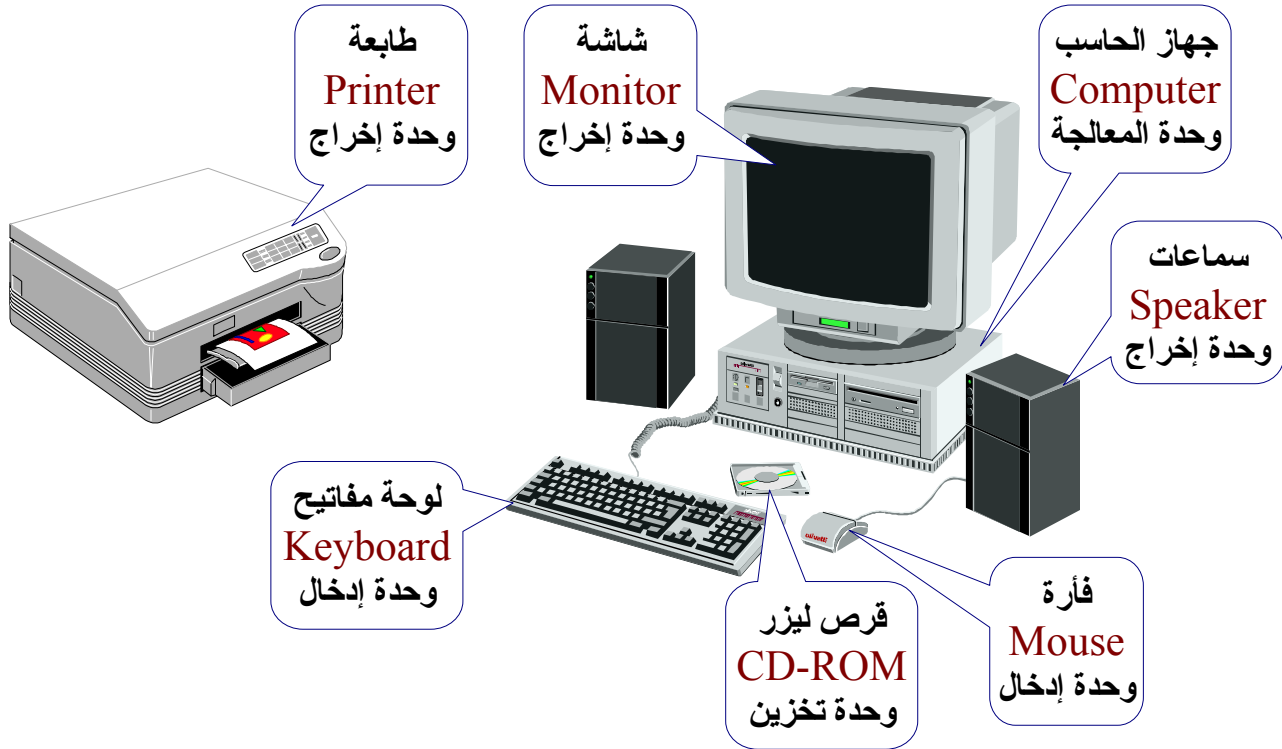 طابعة
Printer
وحدة إخراج
شاشة
Monitor
وحدة إخراج
جهاز الحاسب
Computer
وحدة المعالجة
سماعات
Speaker
وحدة إخراج
لوحة مفاتيح
Keyboard
وحدة إدخال
قرص ليزر
CD-ROM
وحدة تخزين
فأرة
Mouse
وحدة إدخال
olivetti